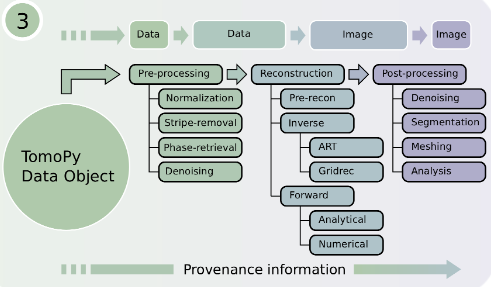 3
Data
Data
Image
Image
Pre-processing
Reconstruction
Post-processing
Normalization
Pre-recon
Denoising
Stripe-removal
Inverse
Segmentation
Phase-retrieval
ART
Meshing
Denoising
Gridrec
Analysis
TomoPy
Data Object
Forward
Analytical
Numerical
Provenance information